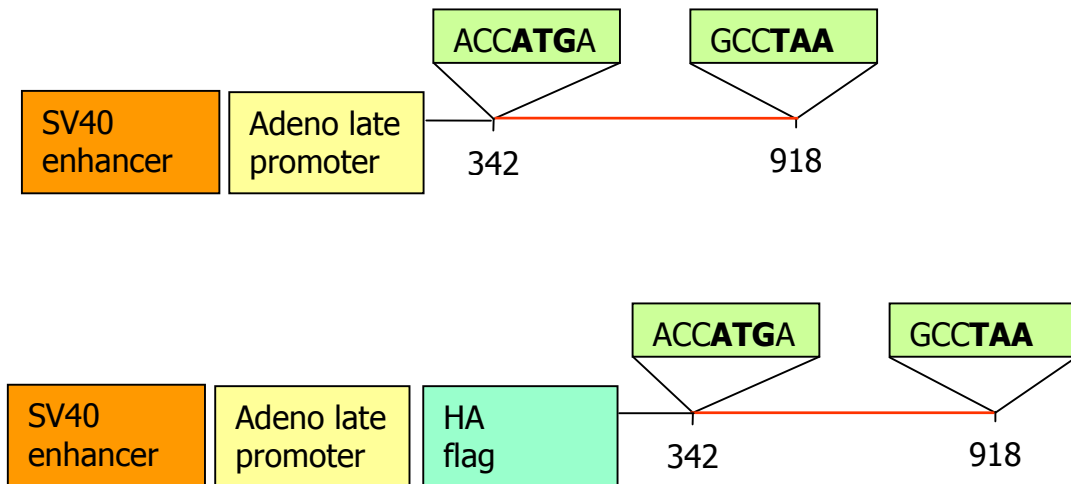 ACCATGA
GCCTAA
SV40
enhancer
Adeno late
promoter
342
918
ACCATGA
GCCTAA
SV40
enhancer
Adeno late
promoter
HA
flag
342
918